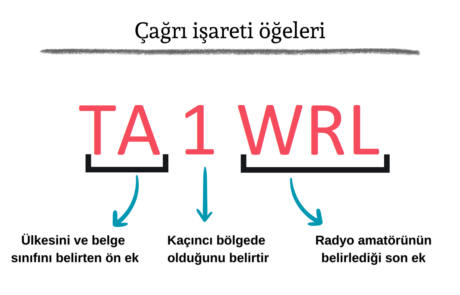 Çağrı işareti öğeleri
TA 1 WRL
Ülkesini ve belge
sınıfını belirten ön ek
Kaçıncı bölgede
olduğunu belirtir
Radyo amatörünün
belirlediği son ek